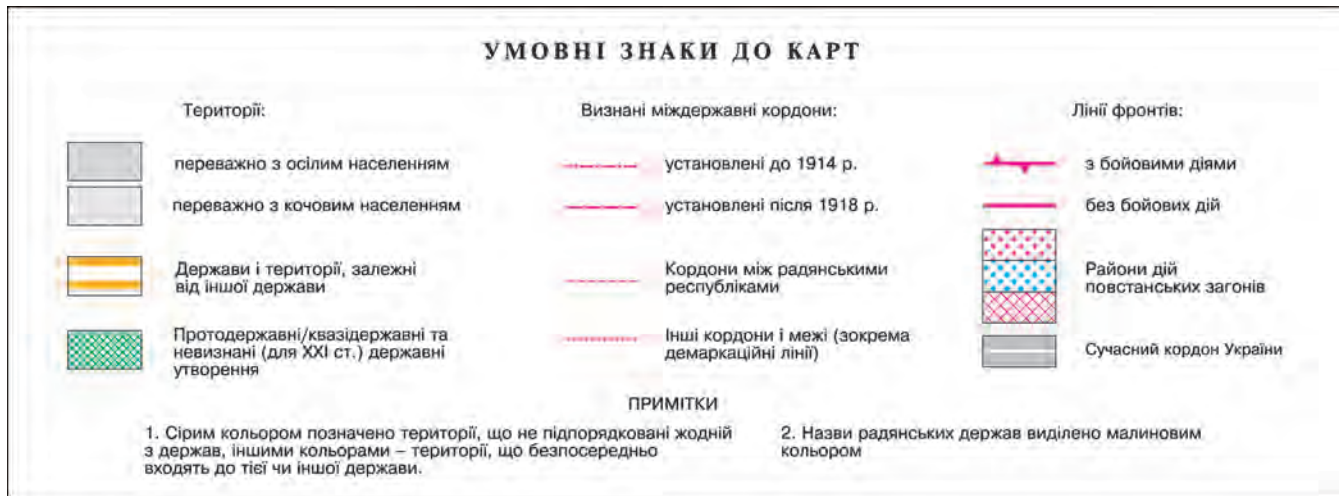 УМОВНІ ЗНАКИ ДО КАРТ
Території:
переважно з осілим населенням
переважно з кочовим населенням
Держави і території, залежні
від іншої держави
Протодержавні/квазідержавні та
невизнані (для XXI ст.) державні
утворення
Визнані міждержавні кордони:
установлені до 1914 р.
установлені після 1918 р.
Кордони між радянськими
республіками
Інші кордони і межі (зокрема
демаркаційні лінії)
Лінії фронтів:
з бойовими діями
без бойових дій
Райони дій
повстанських загонів
Сучасний кордон України
ПРИМІТКИ
1. Сірим кольором позначено території, що не підпорядковані жодній
з держав, іншими кольорами – території, що безпосередньо
входять до тієї чи іншої держави.
2. Назви радянських держав виділено малиновим
кольором